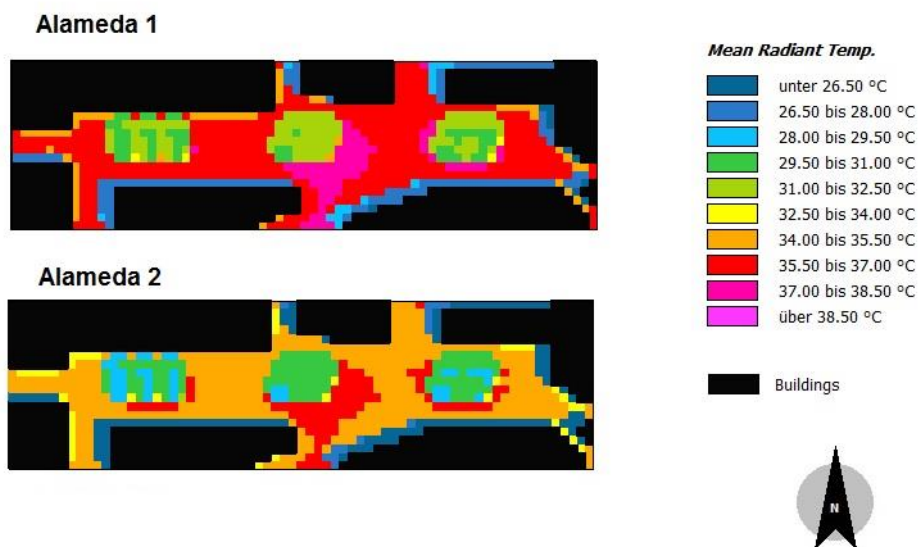 Alameda 1
Alameda 2
Mean Radiant Temp.
unter 26.50 °C
26.50 bis 28.00 °C
28.00 bis 29.50 °C
29.50 bis 31.00 °C
31.00 bis 32.50 °C
32.50 bis 34.00 °C
34.00 bis 35.50 °C
35.50 bis 37.00 °C
37.00 bis 38.50 °C
über 38.50 °C
Buildings
N